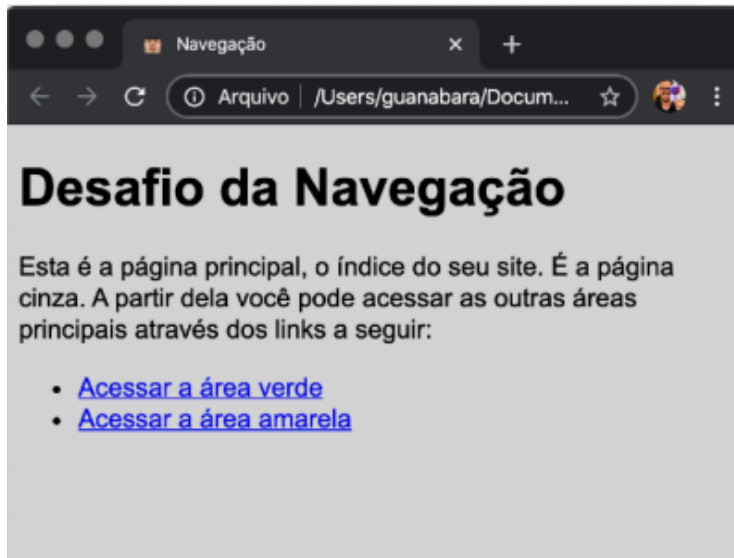 Navegação
Arquivo /Users/guanabara/Docum...
Desafio da Navegação
Esta é a página principal, o índice do seu site. É a página
cinza. A partir dela você pode acessar as outras áreas
principais através dos links a seguir:
Acessar a área verde
Acessar a área amarela